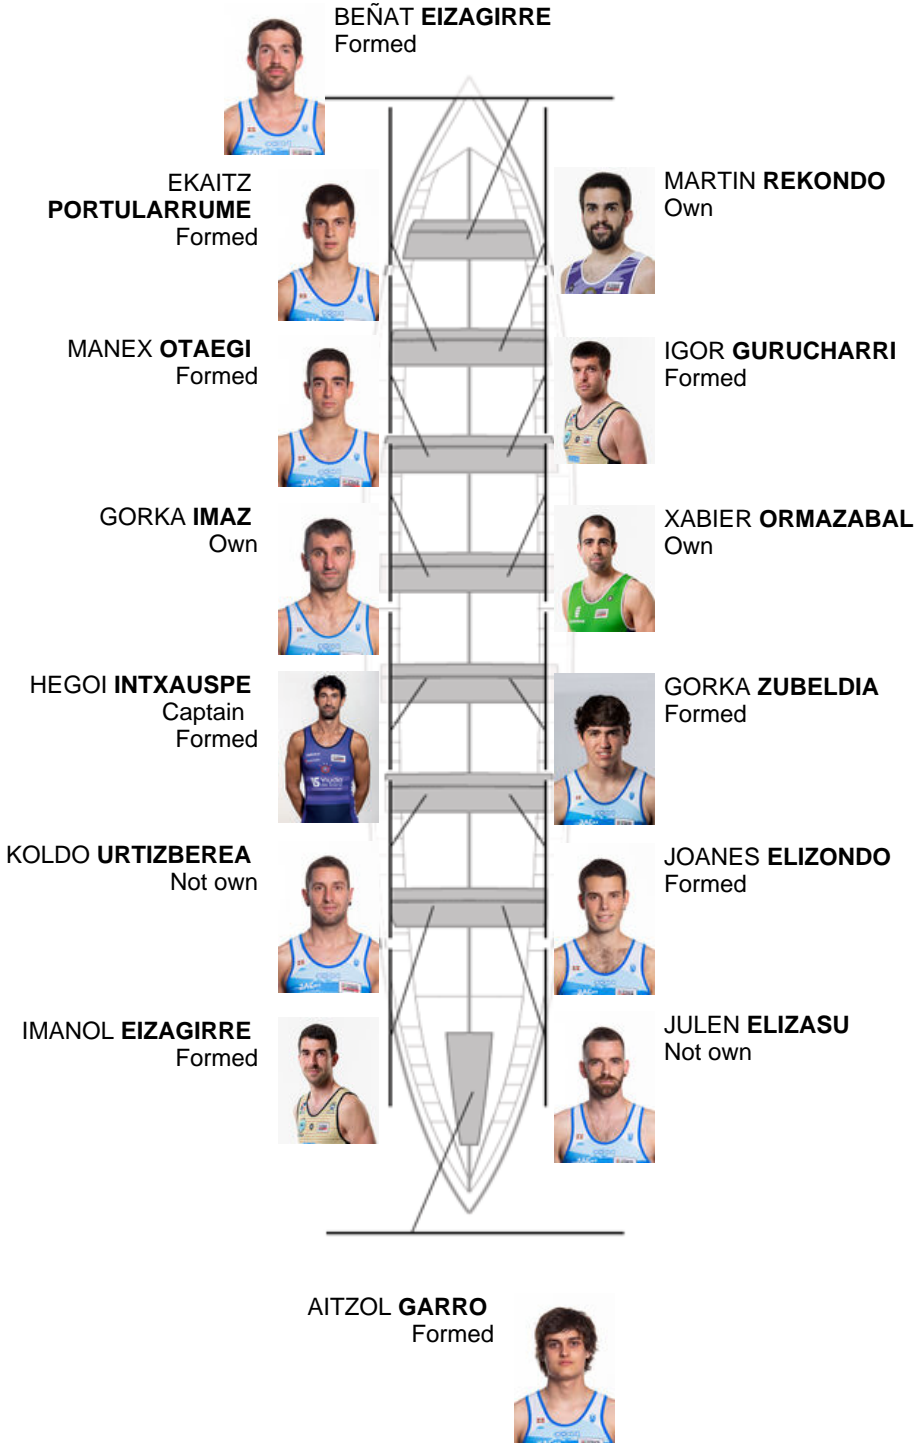 BEÑAT EIZAGIRRE
Formed
EKAITZ
PORTULARRUME
Formed
MARTIN REKONDO
Own
MANEX OTAEGI
Formed
IGOR GURUCHARRI
Formed
GORKA IMAZ
Own
XABIER ORMAZABAL
Own
HEGOI INTXAUSPE
Captain
Formed
GORKA ZUBELDIA
Formed
KOLDO URTIZBEREA
Not own
JOANES ELIZONDO
Formed
IMANOL EIZAGIRRE
Formed
JULEN ELIZASU
Not own
AITZOL GARRO
Formed